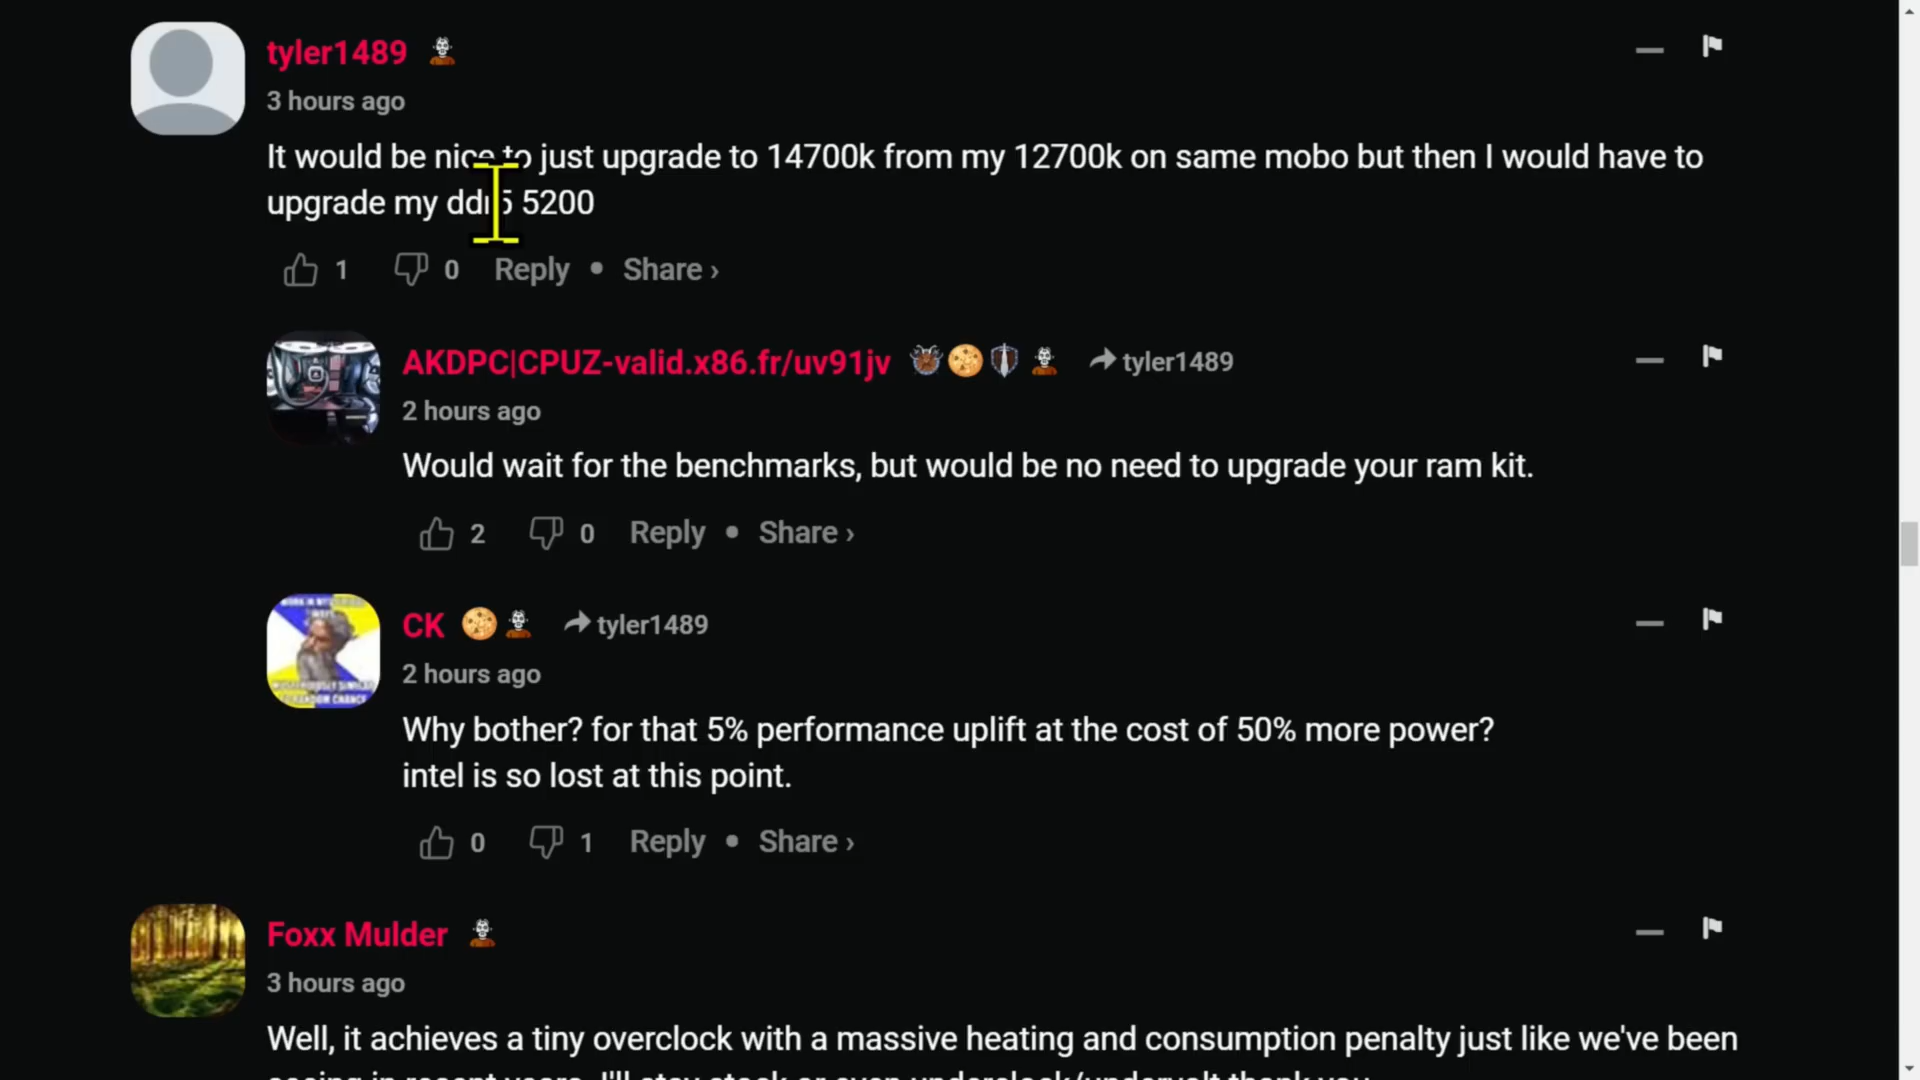 tyler1489
3 hours ago
It would be nice to just upgrade to 14700k from my 12700k on same mobo but then I would have to
upgrade my ddr5 5200
1 0 Reply • Share ›
AKDPC|CPUZ-valid.x86.fr/uv91jv tyler1489
2 hours ago
Would wait for the benchmarks, but would be no need to upgrade your ram kit.
2 0 Reply • Share ›
CK tyler1489
2 hours ago
Why bother? for that 5% performance uplift at the cost of 50% more power?
intel is so lost at this point.
0 1 Reply • Share ›
Foxx Mulder
3 hours ago
Well, it achieves a tiny overclock with a massive heating and consumption penalty just like we've been